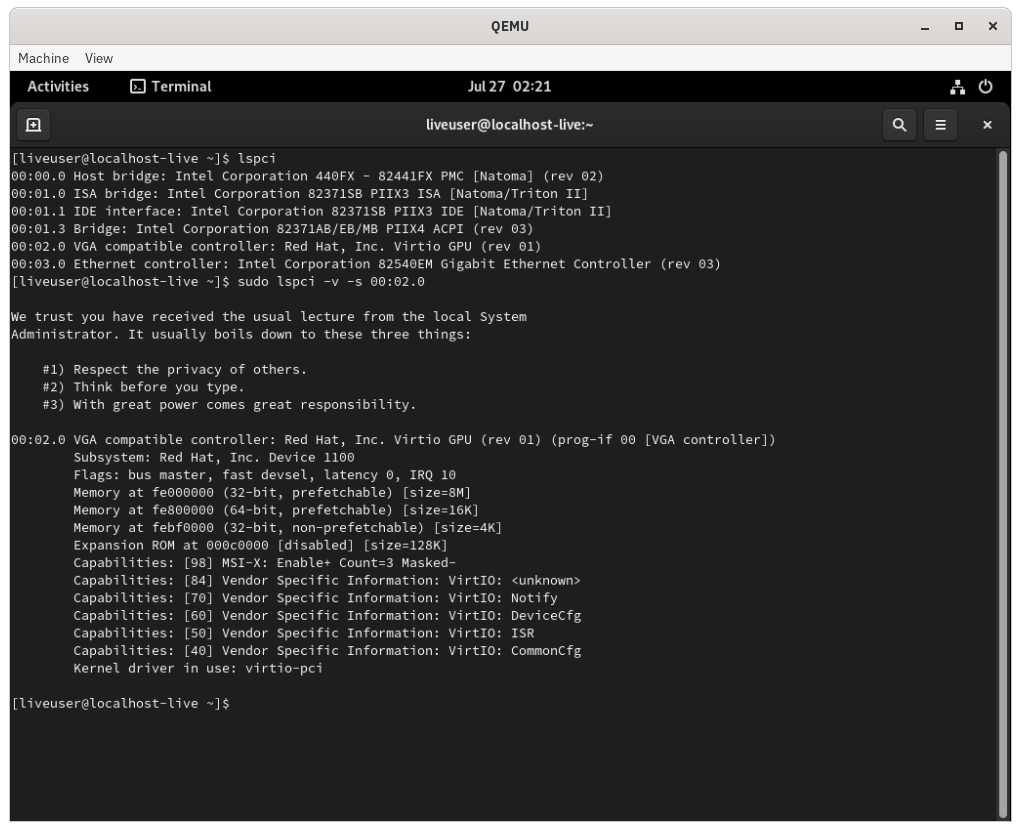 QEMU
Machine View
Activities Terminal Jul 27 02:21
liveuser@localhost-live:~
[liveuser@localhost-live ~]$ lspci
00:00.0 Host bridge: Intel Corporation 440FX - 82441FX PMC [Natoma] (rev 02)
00:01.0 ISA bridge: Intel Corporation 82371SB PIIX3 ISA [Natoma/Triton II]
00:01.1 IDE interface: Intel Corporation 82371SB PIIX3 IDE [Natoma/Triton II]
00:01.3 Bridge: Intel Corporation 82371AB/EB/MB PIIX4 ACPI (rev 03)
00:02.0 VGA compatible controller: Red Hat, Inc. Virtio GPU (rev 01)
00:03.0 Ethernet controller: Intel Corporation 82540EM Gigabit Ethernet Controller (rev 03)
[liveuser@localhost-live ~]$ sudo lspci -v -s 00:02.0
We trust you have received the usual lecture from the local System
Administrator. It usually boils down to these three things:
#1) Respect the privacy of others.
#2) Think before you type.
#3) With great power comes great responsibility.
00:02.0 VGA compatible controller: Red Hat, Inc. Virtio GPU (rev 01) (prog-if 00 [VGA controller])
Subsystem: Red Hat, Inc. Device 1100
Flags: bus master, fast devsel, latency 0, IRQ 10
Memory at fe000000 (32-bit, prefetchable) [size=8M]
Memory at fe800000 (64-bit, prefetchable) [size=16K]
Memory at febf0000 (32-bit, non-prefetchable) [size=4K]
Expansion ROM at 000c0000 [disabled] [size=128K]
Capabilities: [98] MSI-X: Enable+ Count=3 Masked-
Capabilities: [84] Vendor Specific Information: VirtIO: <unknown>
Capabilities: [70] Vendor Specific Information: VirtIO: Notify
Capabilities: [60] Vendor Specific Information: VirtIO: DeviceCfg
Capabilities: [50] Vendor Specific Information: VirtIO: ISR
Capabilities: [40] Vendor Specific Information: VirtIO: CommonCfg
Kernel driver in use: virtio-pci
[liveuser@localhost-live ~]$